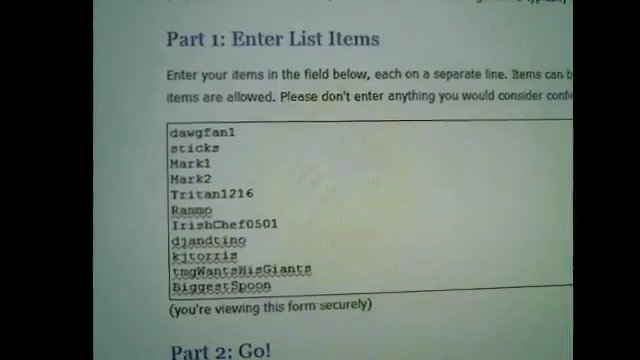 Part 1: Enter List Items
Enter your items in the field below, each on a separate line. Items can b
items are allowed. Please don't enter anything you would consider confi
dawgfan1
sticks
Mark1
Mark2
Tritan1216
Rammo
IrishChef0501
djandtino
kjtorris
tmgWantsHisGiants
BiggestSpoon
(you're viewing this form securely)
Part 2: Go!